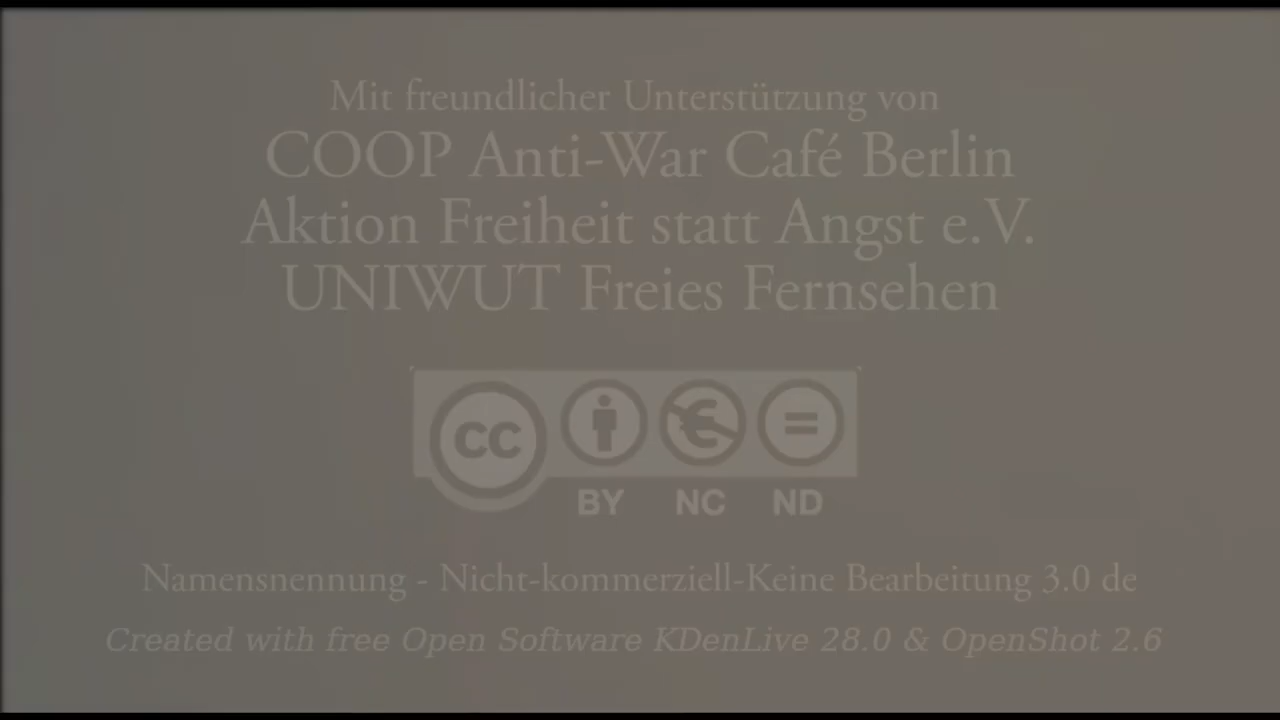 Mit freundlicher Unterstützung von
COOP Anti-War Café Berlin
Aktion Freiheit statt Angst e.V.
UNIWUT Freies Fernsehen
cc
BY NC ND
Namensnennung - Nicht-kommerziell-Keine Bearbeitung 3.0 de
Created with free Open Software KDenLive 28.0 & OpenShot 2.6